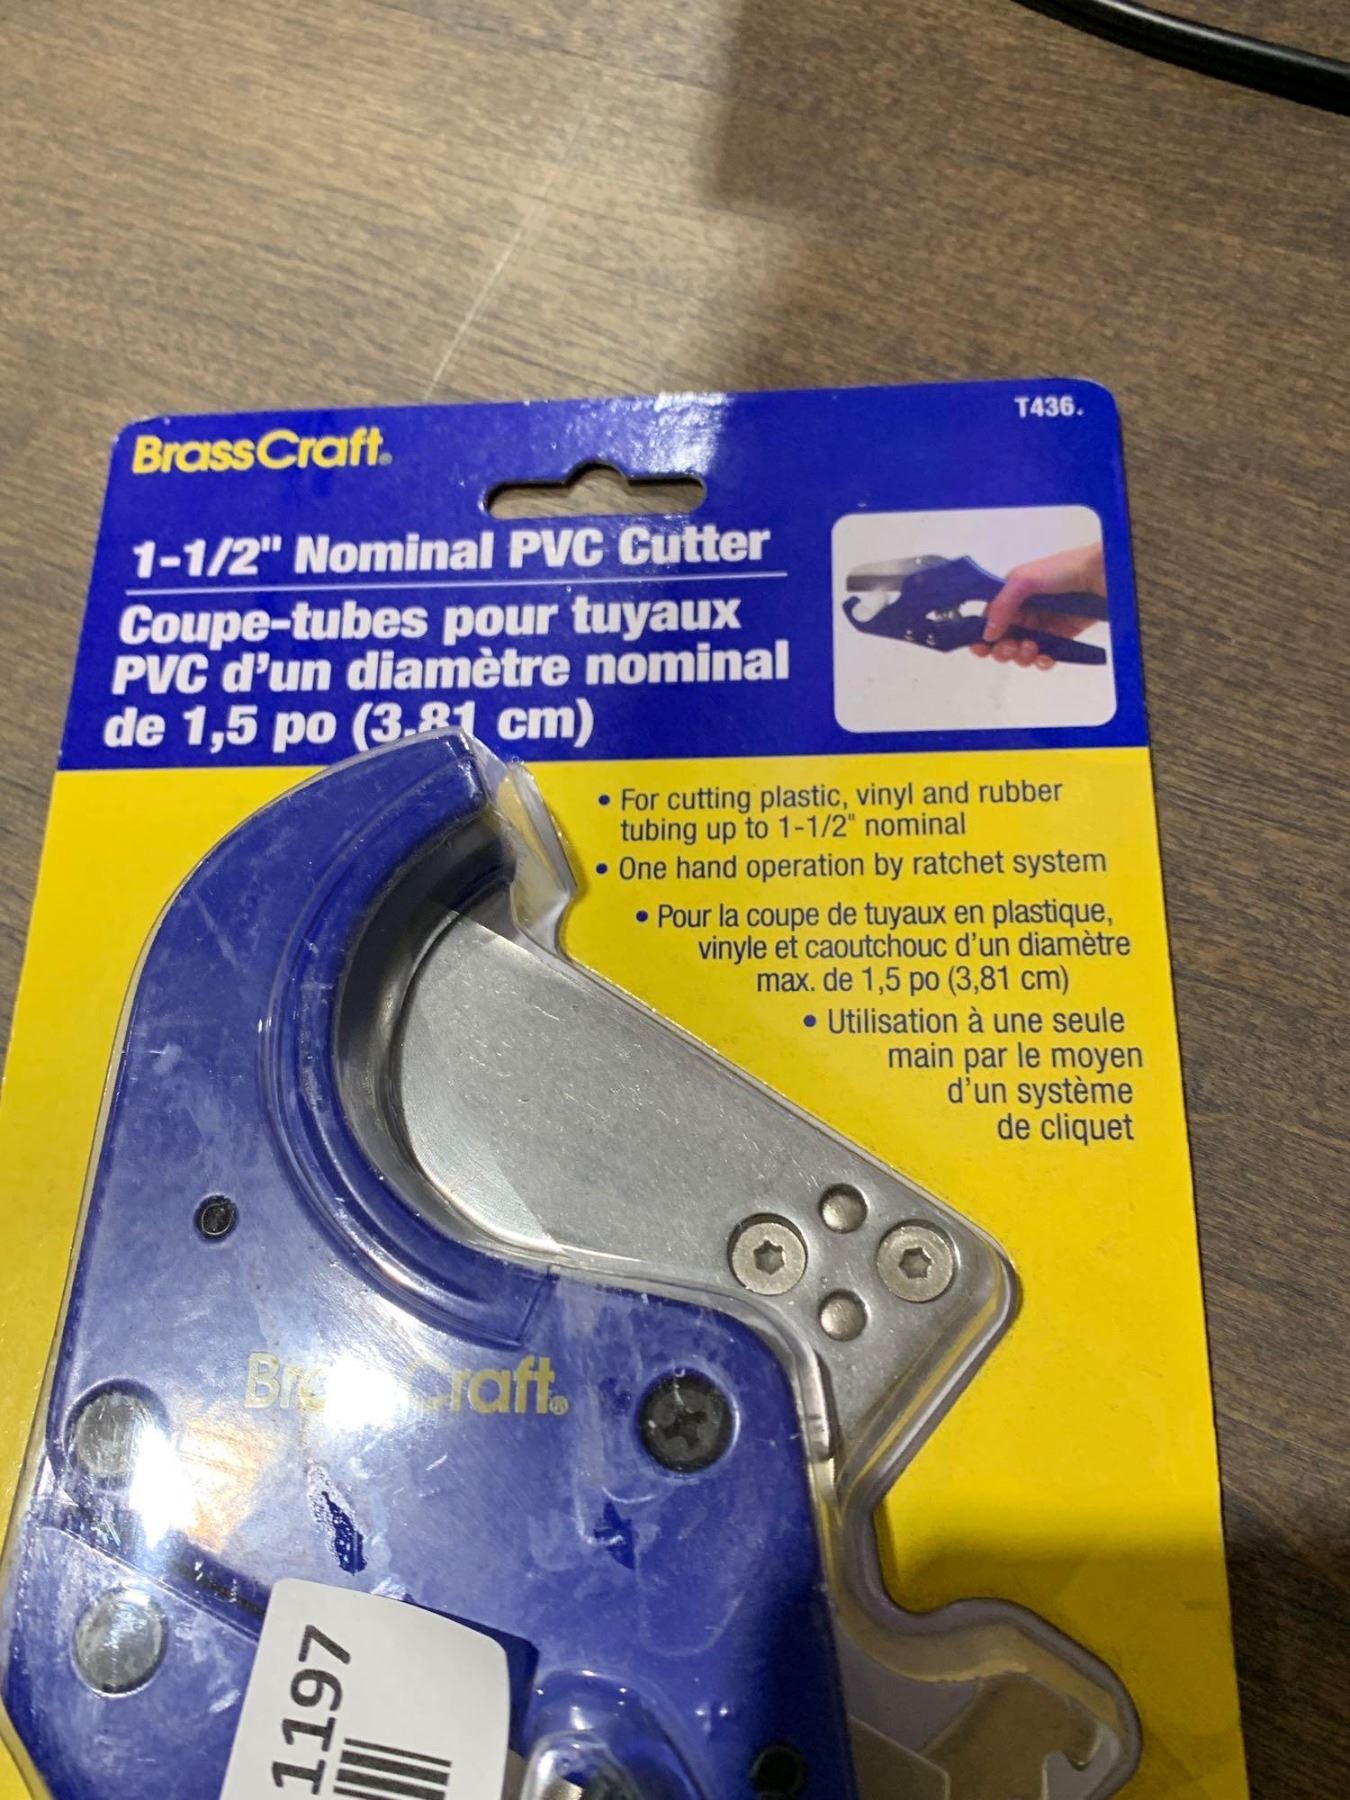 T436.
BrassCraft®
1-1/2" Nominal PVC Cutter
Coupe-tubes pour tuyaux
PVC d'un diamètre nominal
de 1,5 po (3,81 cm)
• For cutting plastic, vinyl and rubber
tubing up to 1-1/2" nominal
• One hand operation by ratchet system
• Pour la coupe de tuyaux en plastique,
vinyle et caoutchouc d'un diamètre
max. de 1,5 po (3,81 cm)
• Utilisation à une seule
main par le moyen
d'un système
de cliquet
BrassCraft®
1197